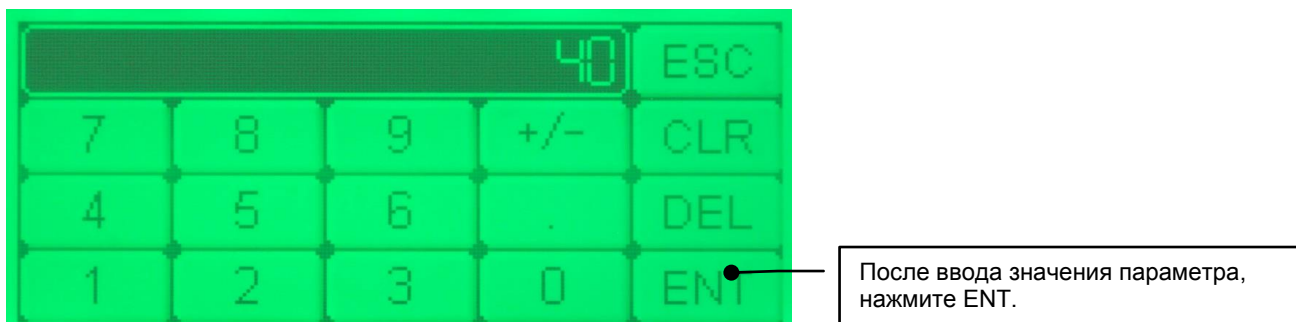 40 ESC
7 8 9 +/- CLR
4 5 6 . DEL
1 2 3 0 ENT
После ввода значения параметра,
нажмите ENT.